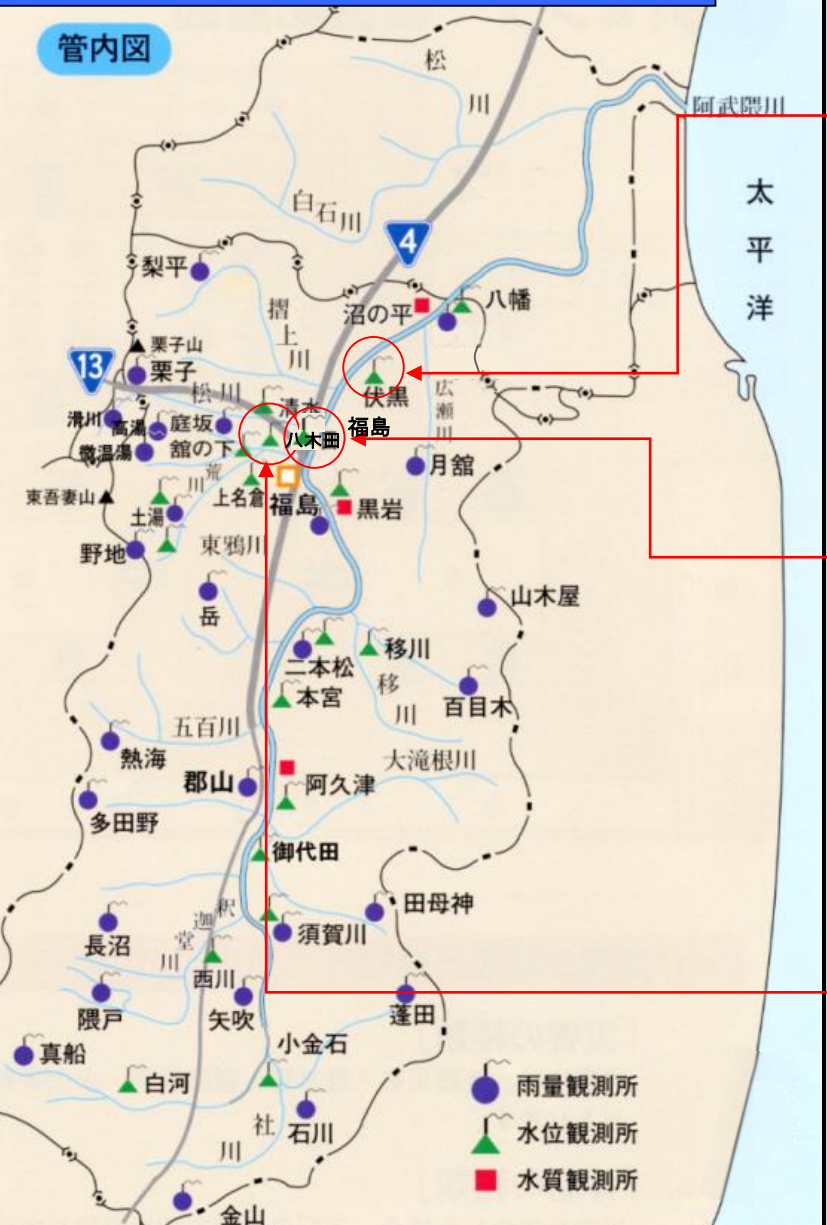 管内図
松
川
阿武隈川
太
平
洋
白
石
川
4
梨平
摺
上
川
沼の平
八幡
栗子山
13
栗子
松川
清水
伏黒
広
瀬
川
滑川
高湯
庭坂
舘の下
八木田
福島
微温湯
荒
川
月舘
東吾妻山
上名倉
福島
黒岩
土湯
野地
東鴉川
岳
山木屋
二本松
移川
本宮
移
川
百目木
五百川
熱海
大滝根川
郡山
阿久津
多田野
御代田
釈
迦
堂
川
田母神
長沼
須賀川
西川
隈戸
矢吹
蓬田
小金石
真船
白河
雨量観測所
社
川
石川
水位観測所
水質観測所
金山